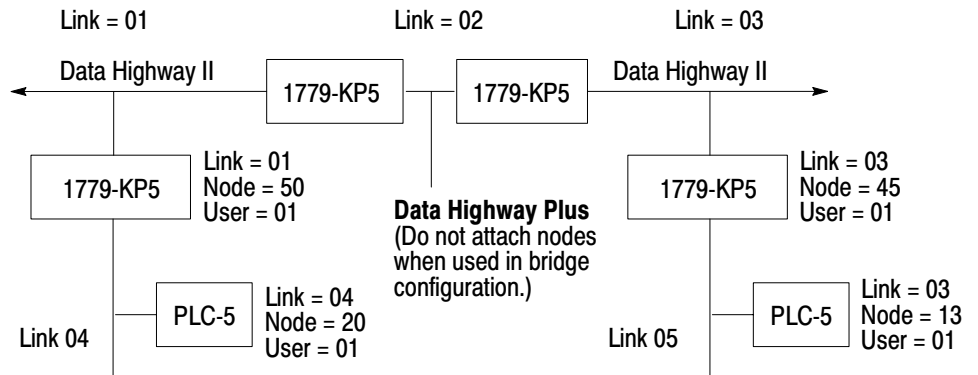 Link = 01
Link = 02
Link = 03
Data Highway II
1779-KP5
1779-KP5
Data Highway II
1779-KP5
Link = 01
Node = 50
User = 01
Data Highway Plus
(Do not attach nodes
when used in bridge
configuration.)
1779-KP5
Link = 03
Node = 45
User = 01
Link 04
PLC-5
Link = 04
Node = 20
User = 01
Link 05
PLC-5
Link = 03
Node = 13
User = 01